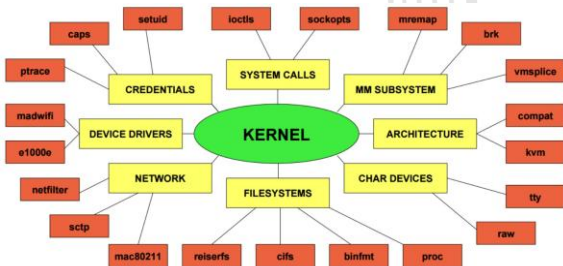 setuid
ioctls
sockopts
mremap
caps
brk
SYSTEM CALLS
ptrace
CREDENTIALS
MM SUBSYSTEM
vmsplice
madwifi
DEVICE DRIVERS
KERNEL
ARCHITECTURE
compat
e1000e
kvm
NETWORK
CHAR DEVICES
netfilter
FILESYSTEMS
tty
sctp
raw
mac80211
reiserfs
cifs
binfmt
proc